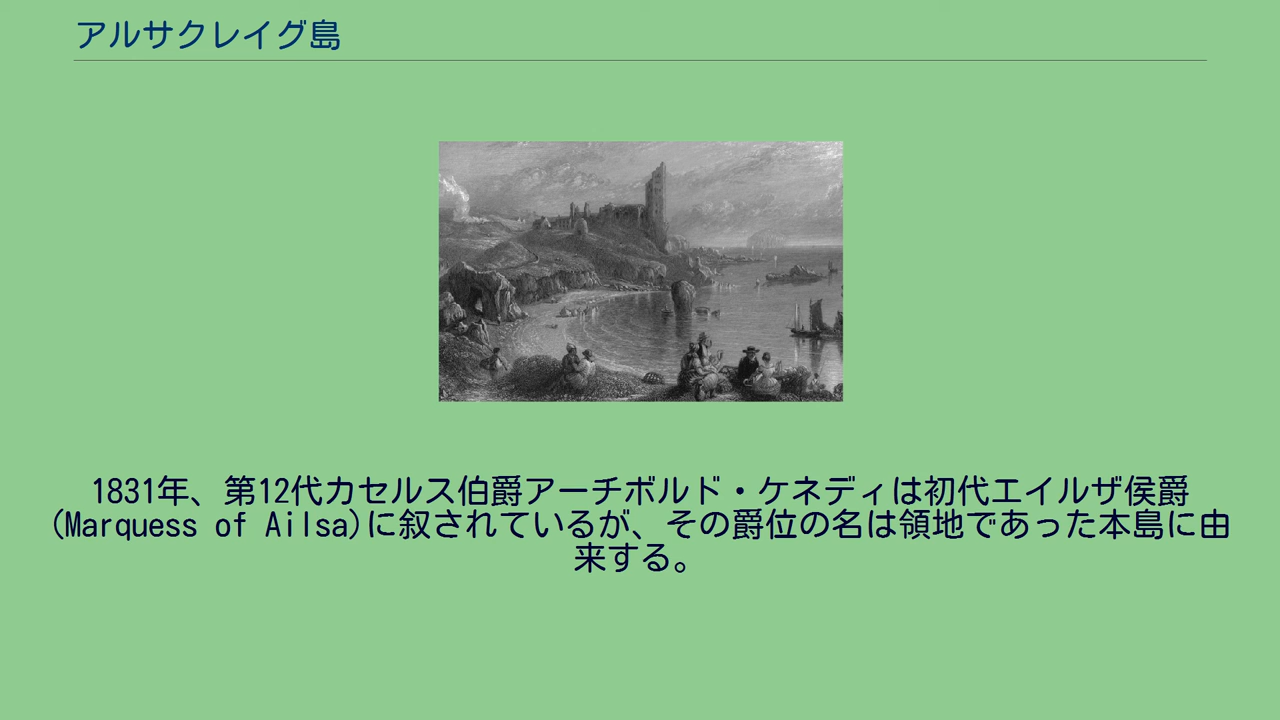 アルサクレイグ島
1831年、第12代カセルス伯爵アーチボルド・ケネディは初代エイルザ侯爵
(Marquess of Ailsa)に叙されているが、その爵位の名は領地であった本島に由
来する。